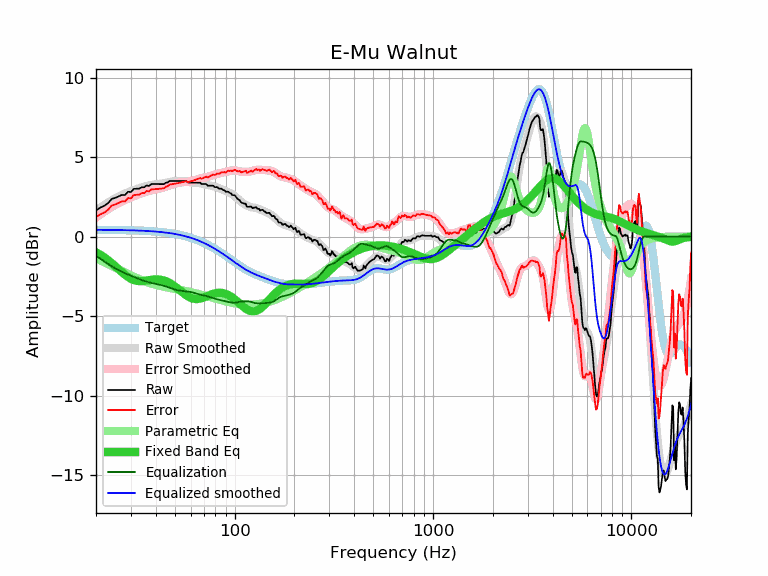 E-Mu Walnut
10
5
0
−5
−10
−15
Amplitude (dBr)
Target
Raw Smoothed
Error Smoothed
Raw
Error
Parametric Eq
Fixed Band Eq
Equalization
Equalized smoothed
100
1000
10000
Frequency (Hz)